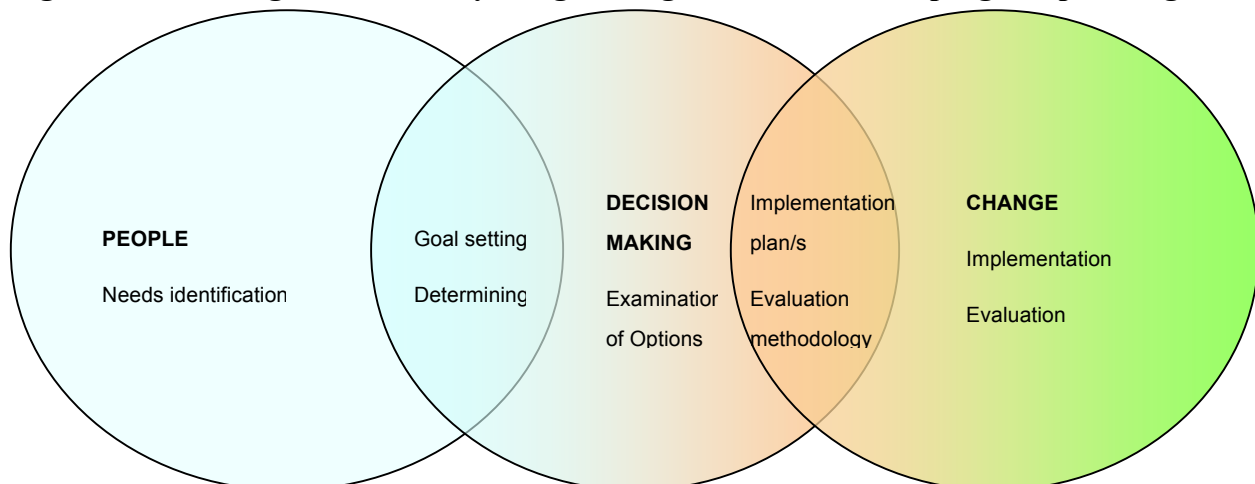 PEOPLE
Needs identification
Goal setting
Determining
DECISION
MAKING
Examination
of Options
Implementation
plan/s
Evaluation
methodology
CHANGE
Implementation
Evaluation